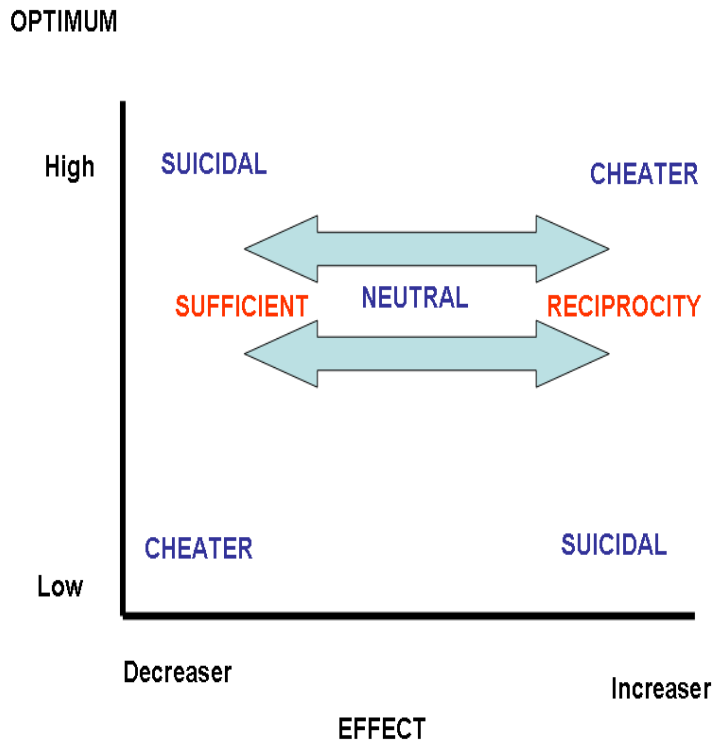 OPTIMUM
High
SUICIDAL
CHEATER
SUFFICIENT
NEUTRAL
RECIPROCITY
CHEATER
SUICIDAL
Low
Decreaser
Increaser
EFFECT